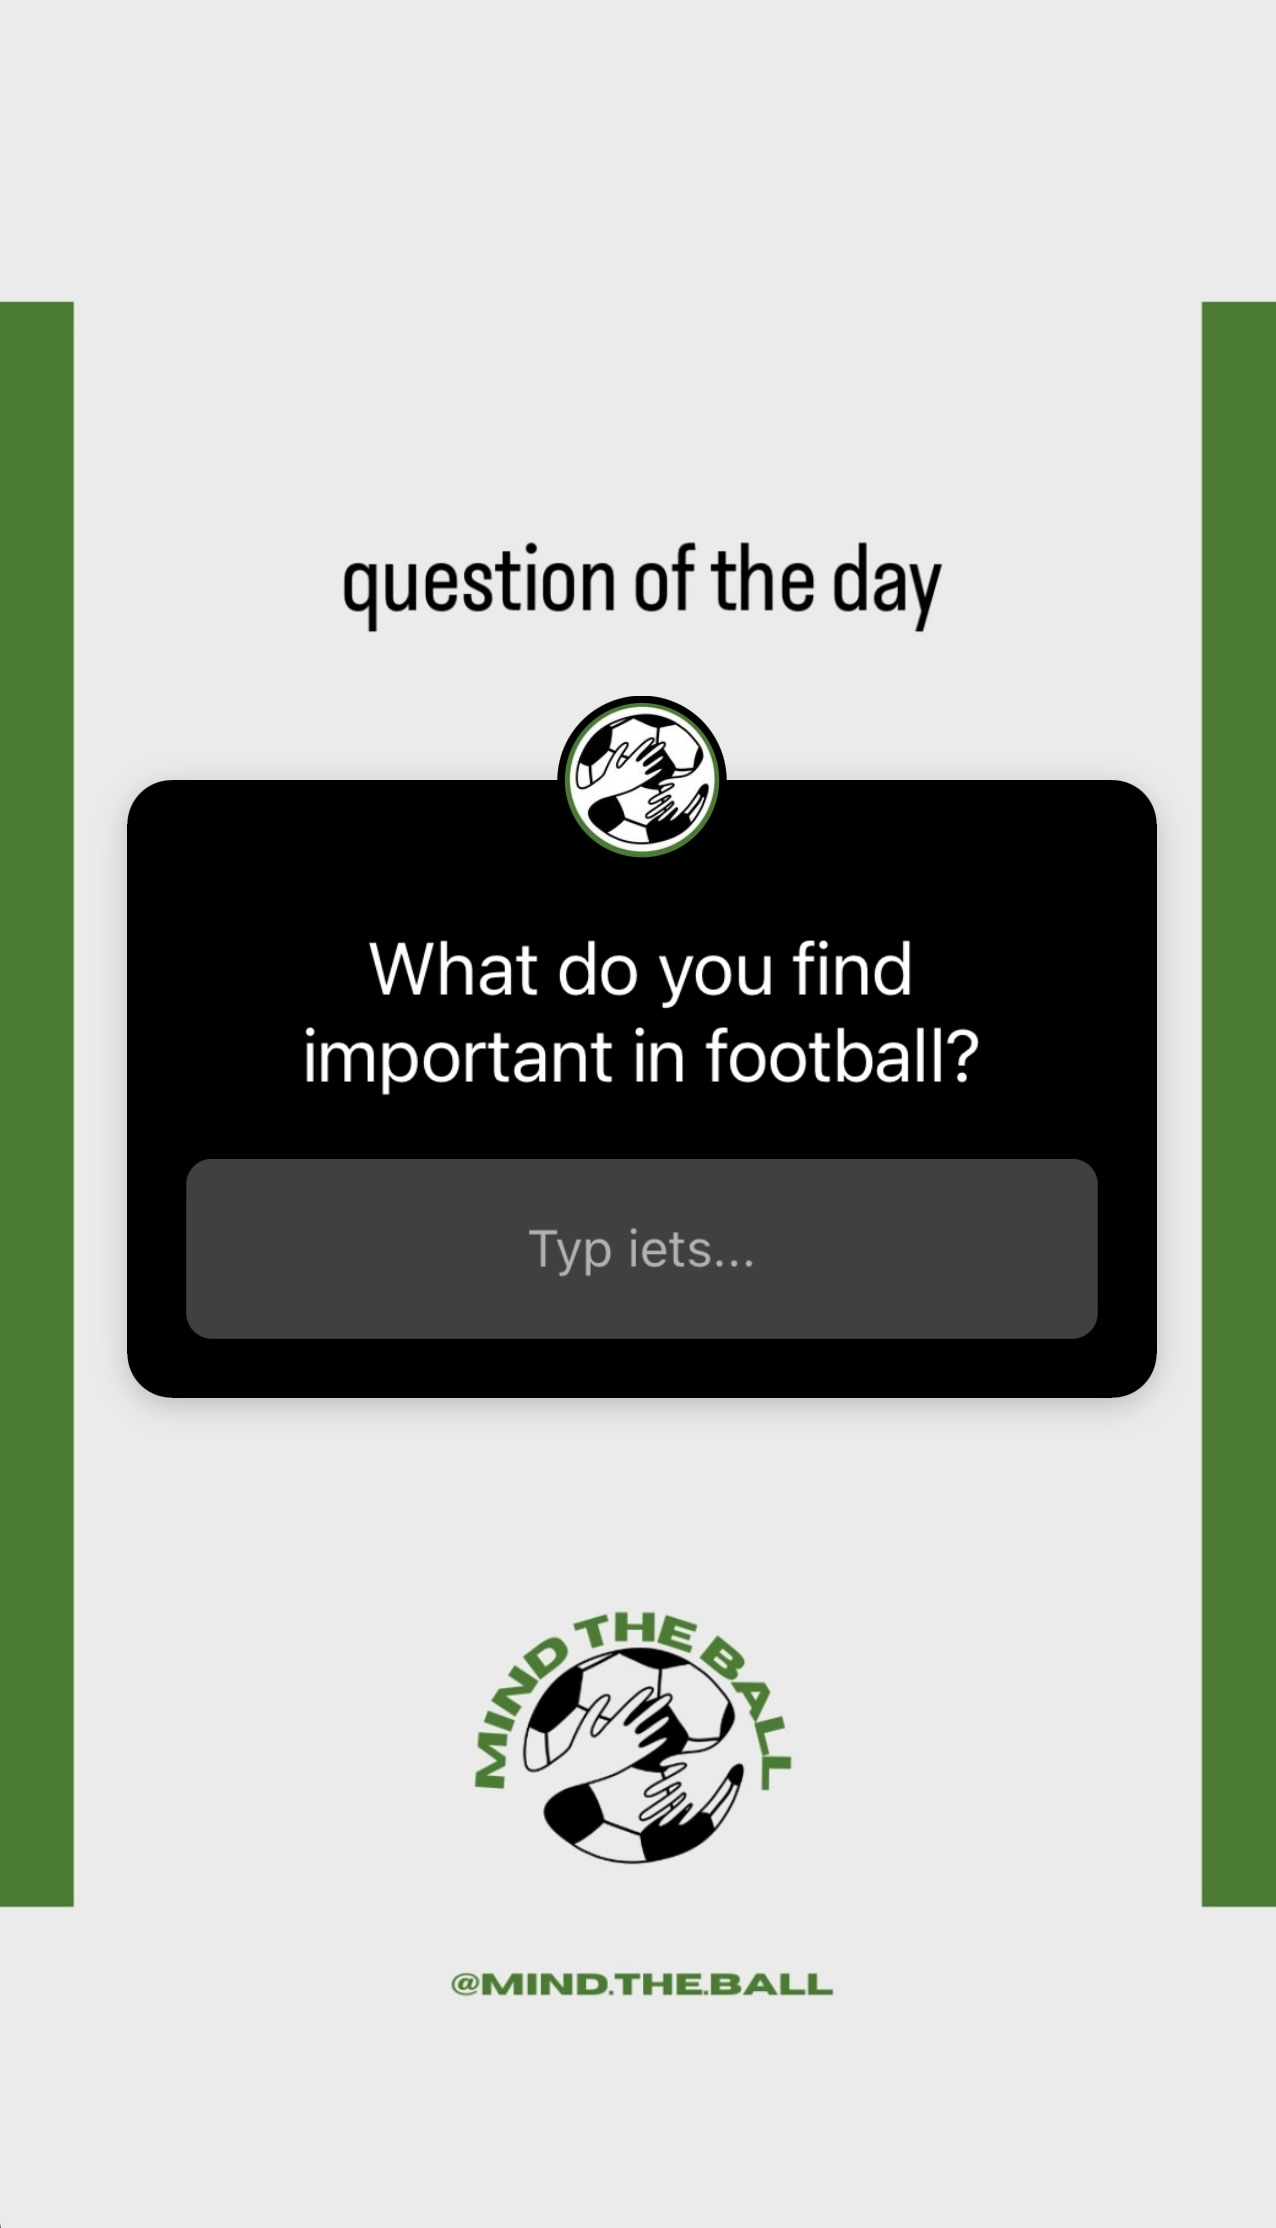 question of the day
What do you find
important in football?
Typ iets...
MIND THE BALL
@MIND.THE.BALL